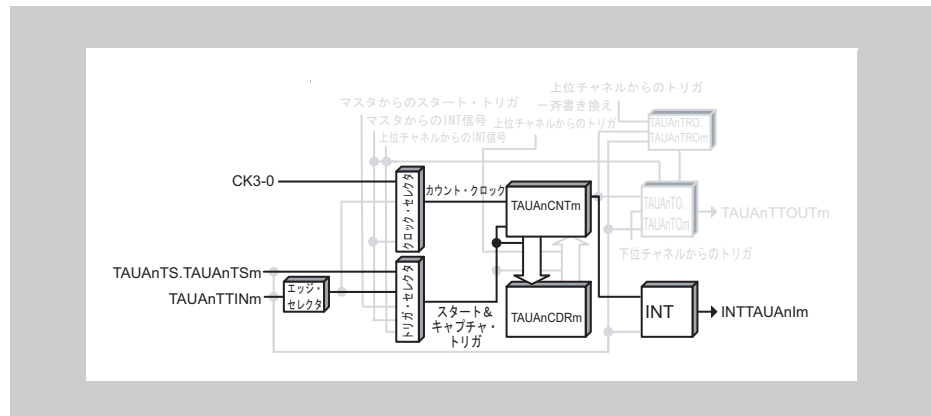 上位チャネルからのトリガ
一斉書き換え
マスタからのスタート・トリガ
マスタからのINT信号
上位チャネルからのトリガ
上位チャネルからのINT信号
TAUAnTRO.
TAUAnTROm
CK3-0
クロック・セレクタ
カウント・クロック
TAUAnCNTm
TAUAnTO.
TAUAnTOm
TAUAnTTOUTm
下位チャネルからのトリガ
TAUAnTS.TAUAnTSm
TAUAnTTINm
エッジ・
セレクタ
トリガ・セレクタ
スタート&
キャプチャ・
トリガ
TAUAnCDRm
INT
INTTAUAnIm